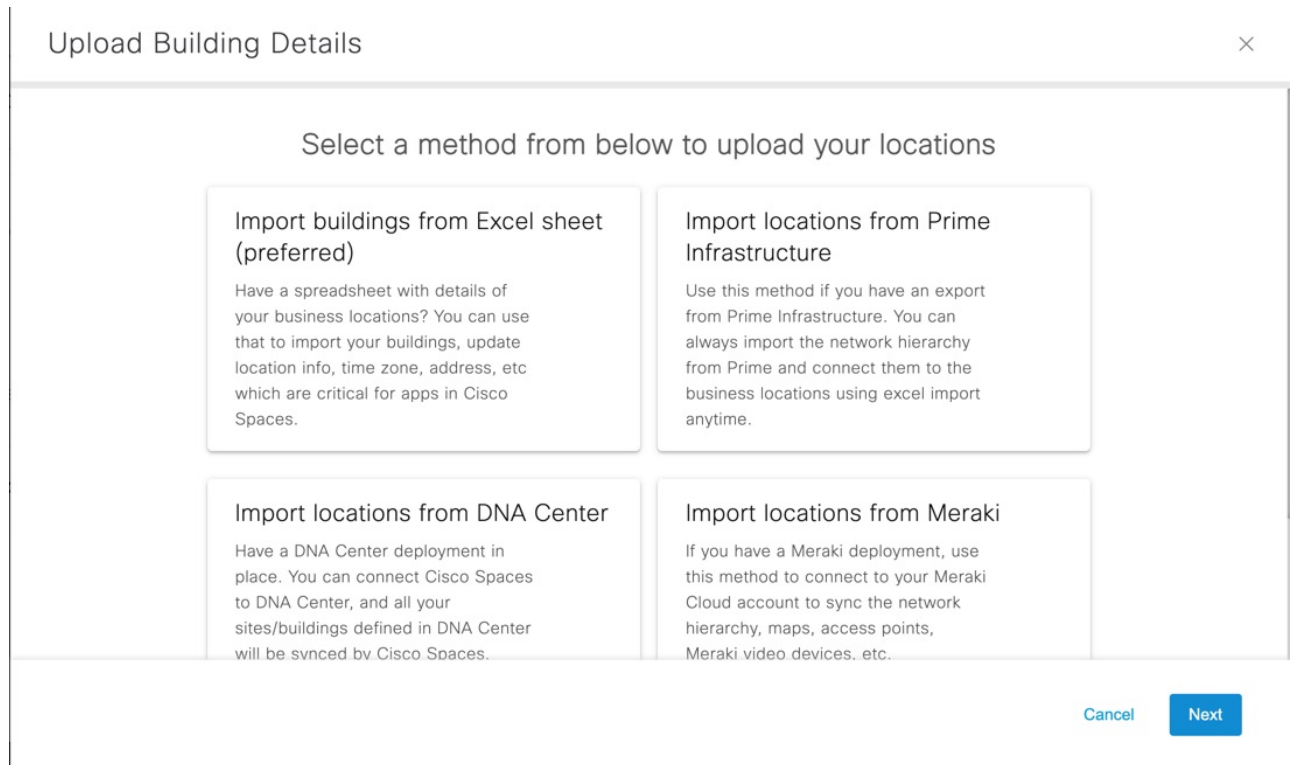 Upload Building Details
Select a method from below to upload your locations
Import buildings from Excel sheet
(preferred)
Have a spreadsheet with details of
your business locations? You can use
that to import your buildings, update
location info, time zone, address, etc
which are critical for apps in Cisco
Spaces.
Import locations from Prime
Infrastructure
Use this method if you have an export
from Prime Infrastructure. You can
always import the network hierarchy
from Prime and connect them to the
business locations using excel import
anytime.
Import locations from DNA Center
Have a DNA Center deployment in
place. You can connect Cisco Spaces
to DNA Center, and all your
sites/buildings defined in DNA Center
will be synced by Cisco Spaces.
Import locations from Meraki
If you have a Meraki deployment, use
this method to connect to your Meraki
Cloud account to sync the network
hierarchy, maps, access points,
Meraki video devices, etc.
Cancel
Next